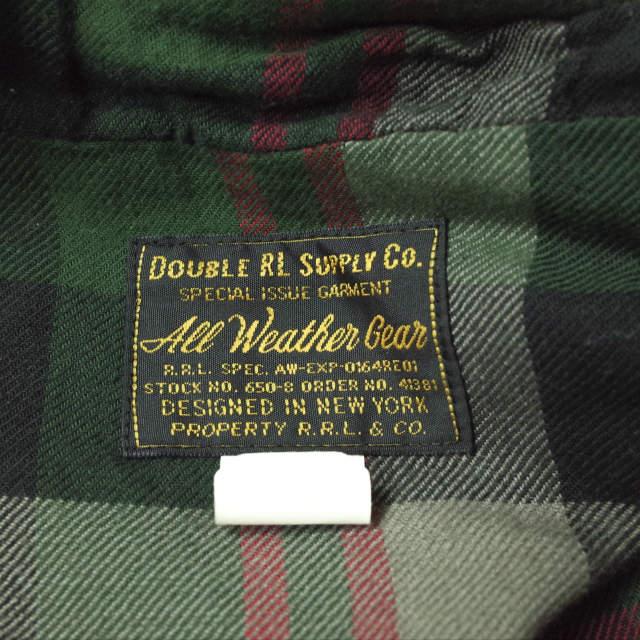 DOUBLE RL SUPPLY CO.
SPECIAL ISSUE GARMENT
All Weather Gear
R.R.L. SPEC. AW-EXP-0164RE01
STOCK NO. 650-8 ORDER NO. 41381
DESIGNED IN NEW YORK
PROPERTY R.R.L & CO.